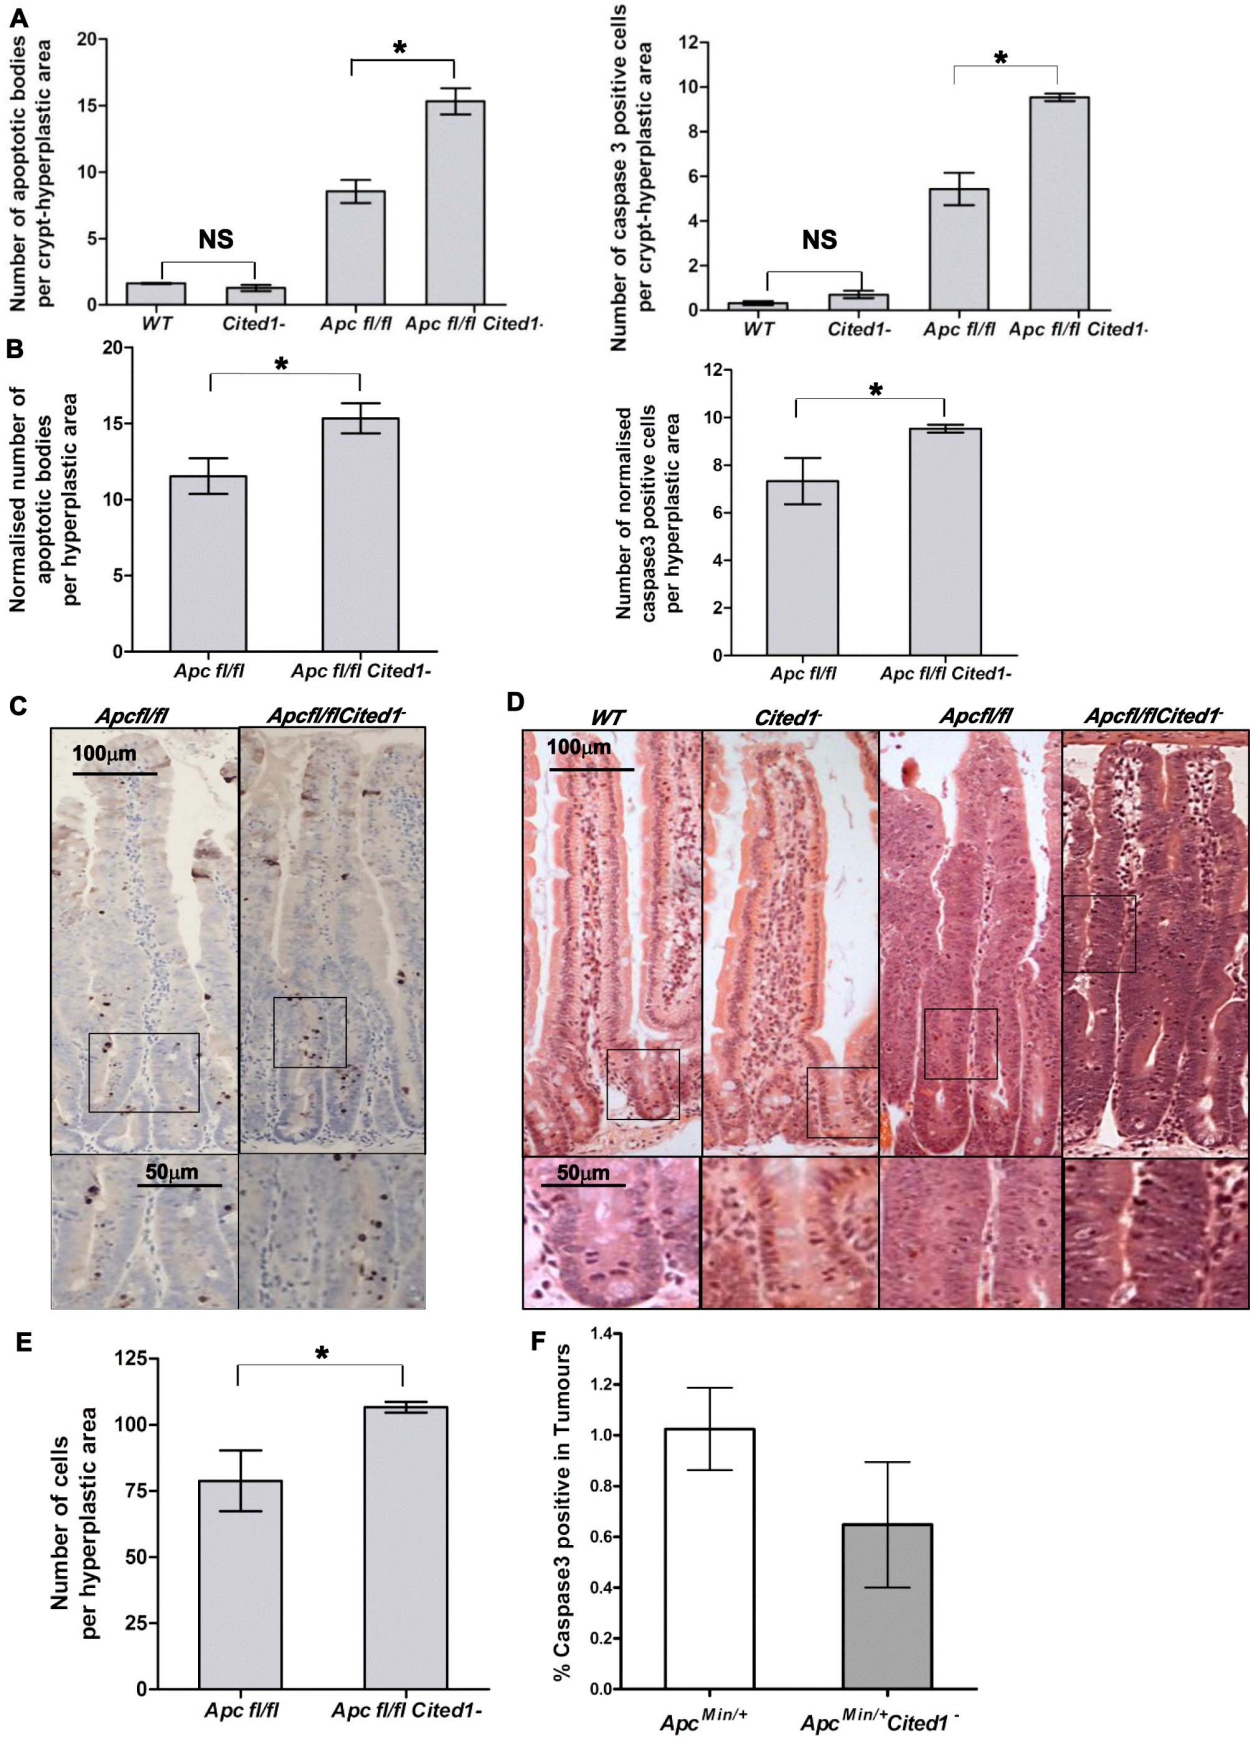 A
Number of apoptotic bodies
per crypt-hyperplastic area
20
15
10
5
0
NS
*
WT
Cited1-
Apc fl/fl
Apc fl/fl Cited1-
Number of caspase 3 positive cells
per crypt-hyperplastic area
12
10
8
6
4
2
0
NS
*
WT
Cited1-
Apc fl/fl
Apc fl/fl Cited1-
B
Normalised number of
apoptotic bodies
per hyperplastic area
20
15
10
5
0
*
Apc fl/fl
Apc fl/fl Cited1-
Number of normalised
caspase3 positive cells
per hyperplastic area
12
10
8
6
4
2
0
*
Apc fl/fl
Apc fl/fl Cited1-
C
Apcfl/fl
Apcfl/flCited1-
100µm
50µm
D
WT
Cited1-
Apcfl/fl
Apcfl/flCited1-
100µm
50µm
E
Number of cells
per hyperplastic area
125
100
75
50
25
0
*
Apc fl/fl
Apc fl/fl Cited1-
F
% Caspase3 positive in Tumours
1.4
1.2
1.0
0.8
0.6
0.4
0.2
0.0
Apc Min/+
Apc Min/+ Cited1 -